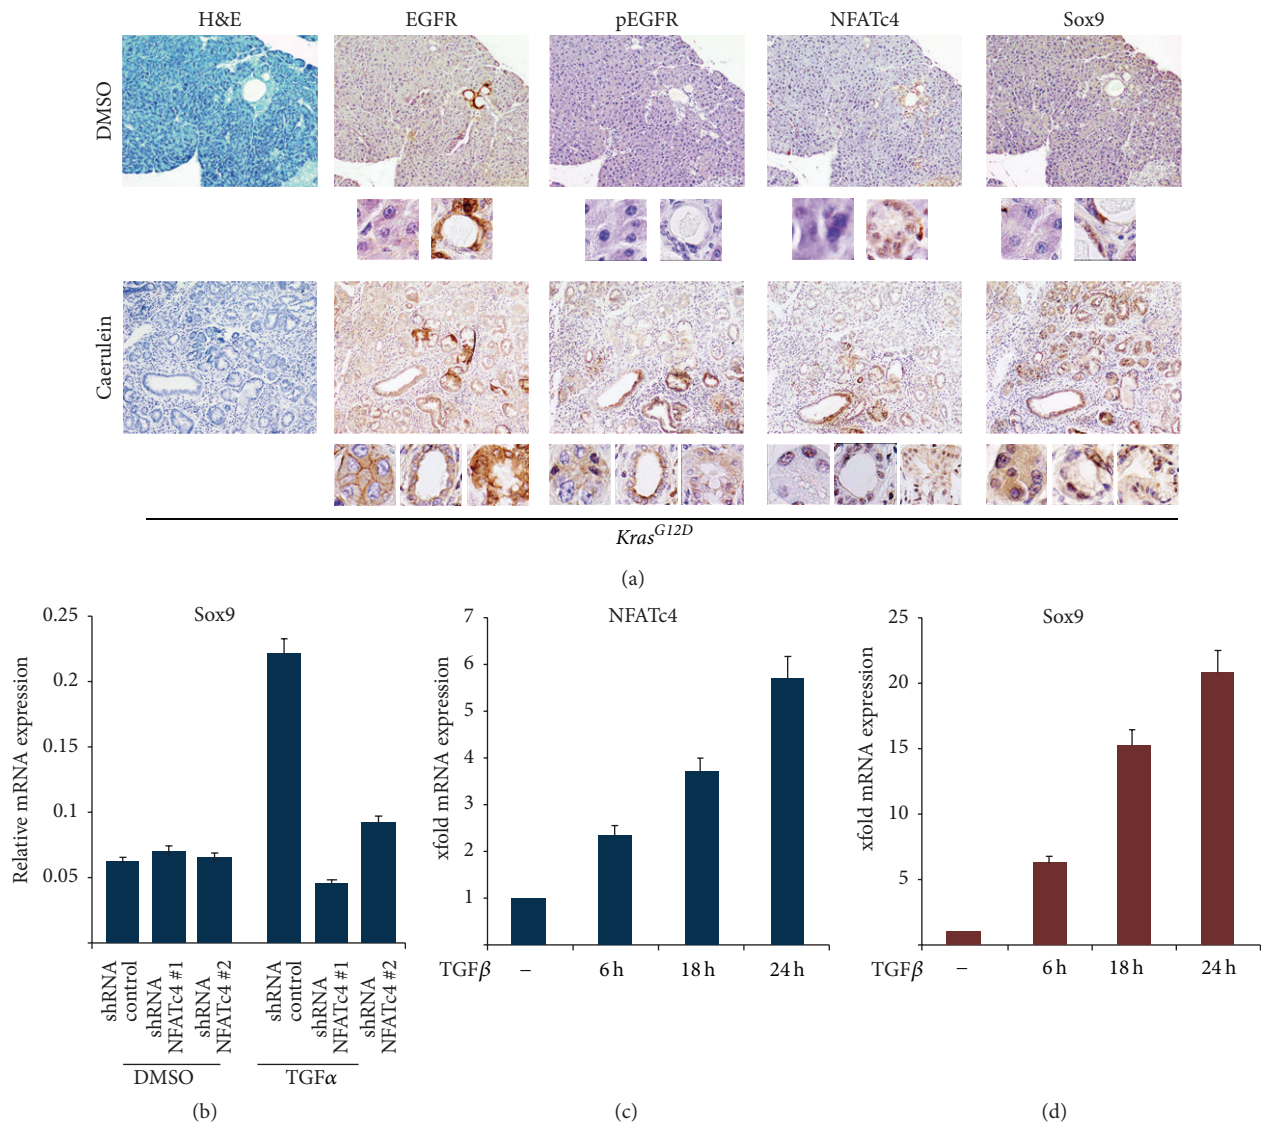 H&E EGFR pEGFR NFATc4 Sox9
DMSO
Caerulein
Kras^G12D
(a)
Sox9
Relative mRNA expression
0.25
0.2
0.15
0.1
0.05
shRNA control
shRNA NFATc4 #1
shRNA NFATc4 #2
shRNA control
shRNA NFATc4 #1
shRNA NFATc4 #2
DMSO TGFα
(b)
NFATc4
xfold mRNA expression
7
6
5
4
3
2
1
TGFβ – 6 h 18 h 24 h
(c)
Sox9
xfold mRNA expression
25
20
15
10
5
TGFβ – 6 h 18 h 24 h
(d)